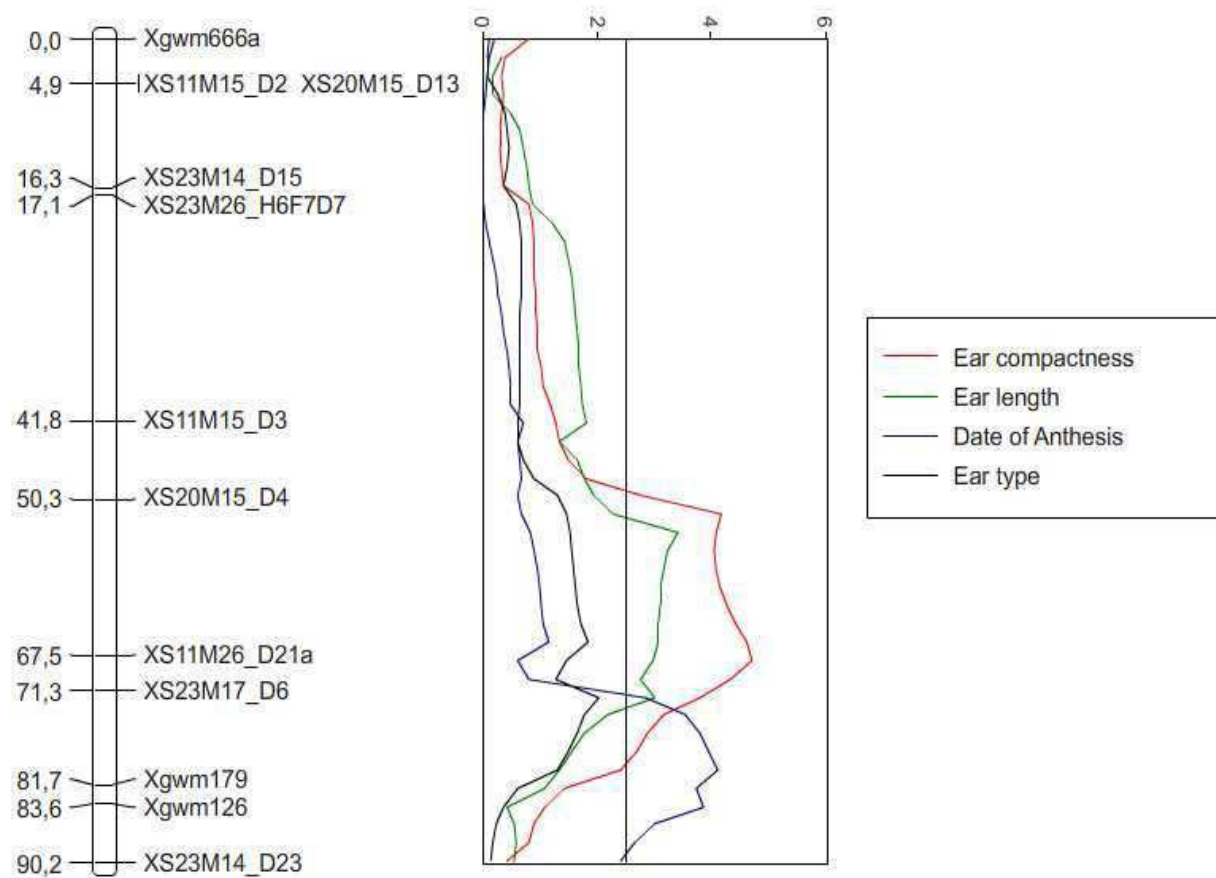 0 2 4 6
0,0 Xgwm666a
4,9 XS11M15_D2 XS20M15_D13
16,3 XS23M14_D15
17,1 XS23M26_H6F7D7
41,8 XS11M15_D3
50,3 XS20M15_D4
67,5 XS11M26_D21a
71,3 XS23M17_D6
81,7 Xgwm179
83,6 Xgwm126
90,2 XS23M14_D23
Ear compactness
Ear length
Date of Anthesis
Ear type